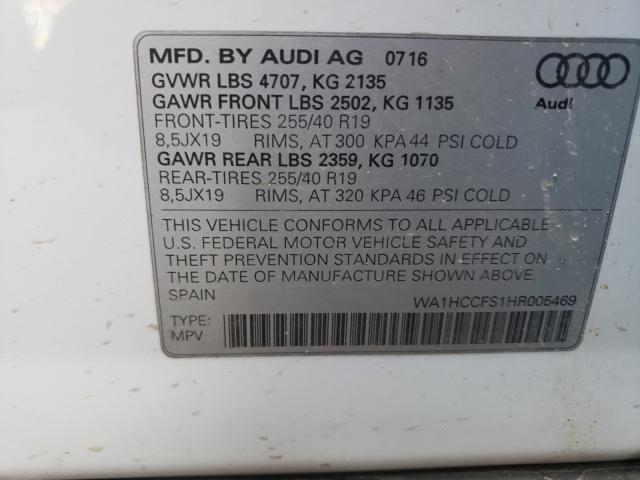 MFD. BY AUDI AG 0716
GVWR LBS 4707, KG 2135
GAWR FRONT LBS 2502, KG 1135
FRONT-TIRES 255/40 R19
8,5JX19 RIMS, AT 300 KPA 44 PSI COLD
GAWR REAR LBS 2359, KG 1070
REAR-TIRES 255/40 R19
8,5JX19 RIMS, AT 320 KPA 46 PSI COLD
Audi
THIS VEHICLE CONFORMS TO ALL APPLICABLE
U.S. FEDERAL MOTOR VEHICLE SAFETY AND
THEFT PREVENTION STANDARDS IN EFFECT ON
THE DATE OF MANUFACTURE SHOWN ABOVE.
SPAIN WA1HCCFS1HR005469
TYPE:
MPV